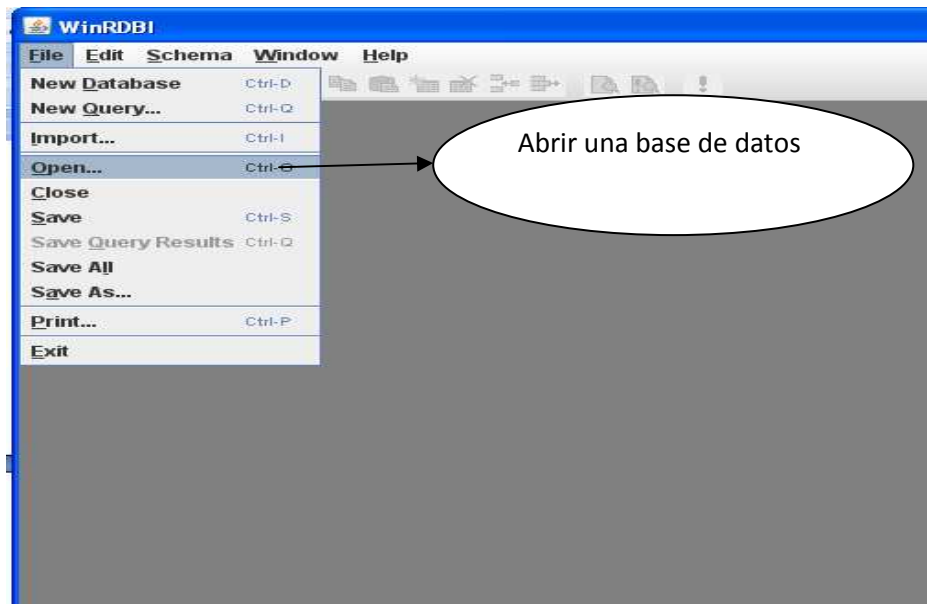 WinRDBI
File Edit Schema Window Help
New Database Ctrl-D
New Query... Ctrl-Q
Import... Ctrl-I
Open... Ctrl-O
Close
Save Ctrl-S
Save Query Results Ctrl-Q
Save All
Save As...
Print... Ctrl-P
Exit
Abrir una base de datos